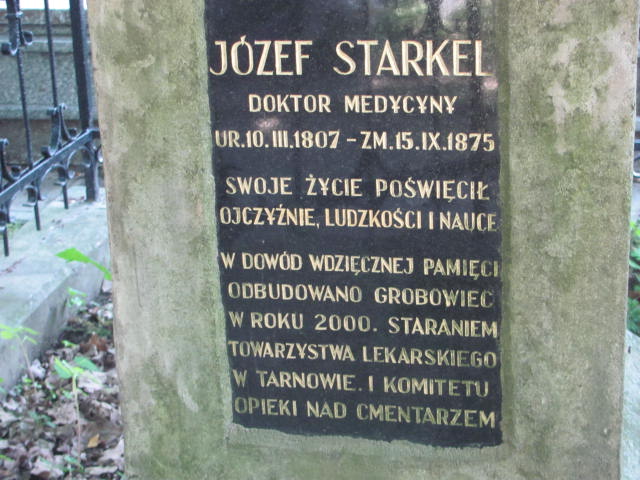 JÓZEF STARKEL
DOKTOR MEDYCYNY
UR.10.III.1807 – ZM.15.IX.1875
SWOJE ŻYCIE POŚWIĘCIŁ
OJCZYŹNIE, LUDZKOŚCI I NAUCE
W DOWÓD WDZIĘCZNEJ PAMIĘCI
ODBUDOWANO GROBOWIEC
W ROKU 2000. STARANIEM
TOWARZYSTWA LEKARSKIEGO
W TARNOWIE. I KOMITETU
OPIEKI NAD CMENTARZEM